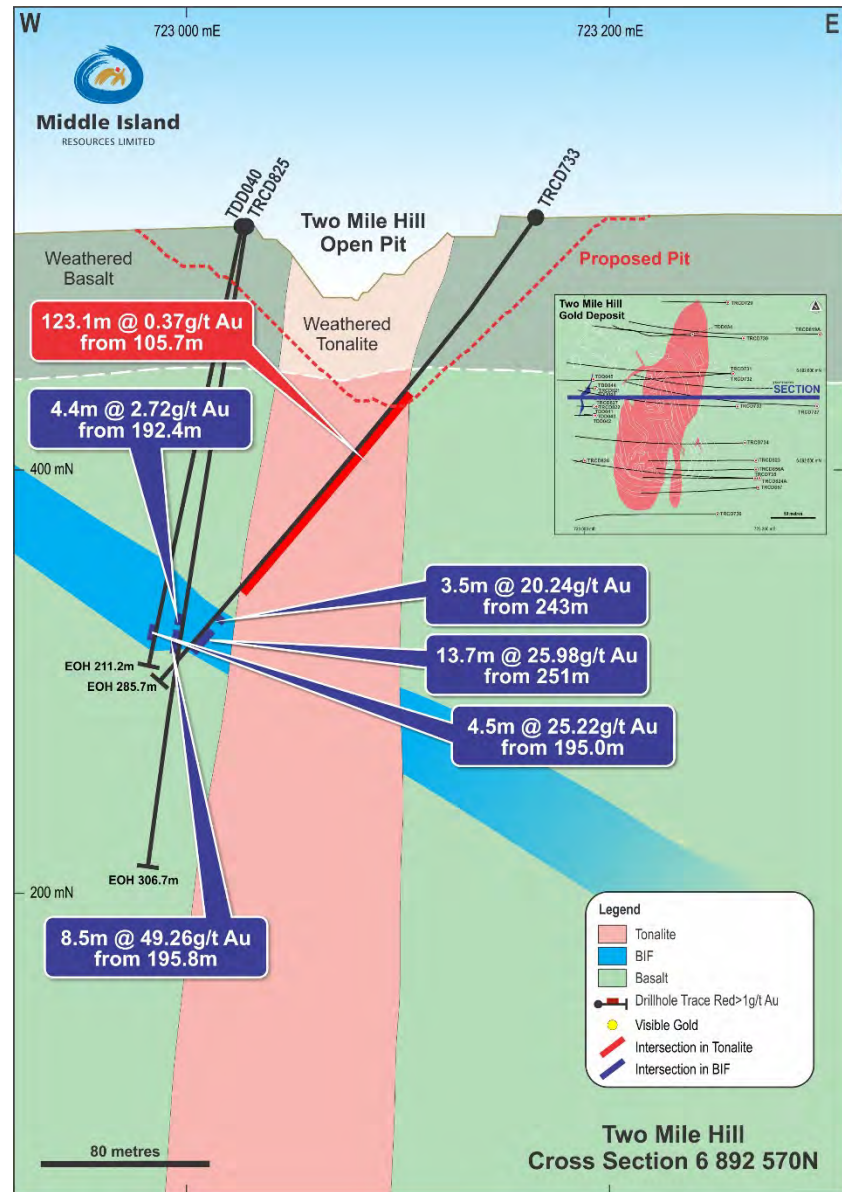 W
723 000 mE
723 200 mE
E
Middle Island
RESOURCES LIMITED
TDD040
TRCD825
TRCD733
Two Mile Hill
Open Pit
Weathered
Basalt
Proposed Pit
Weathered
Tonalite
123.1m @ 0.37g/t Au
from 105.7m
Two Mile Hill
Gold Deposit
SECTION
4.4m @ 2.72g/t Au
from 192.4m
400 mN
3.5m @ 20.24g/t Au
from 243m
13.7m @ 25.98g/t Au
from 251m
4.5m @ 25.22g/t Au
from 195.0m
EOH 211.2m
EOH 285.7m
EOH 306.7m
200 mN
8.5m @ 49.26g/t Au
from 195.8m
Legend
Tonalite
BIF
Basalt
Drillhole Trace Red>1g/t Au
Visible Gold
Intersection in Tonalite
Intersection in BIF
80 metres
Two Mile Hill
Cross Section 6 892 570N